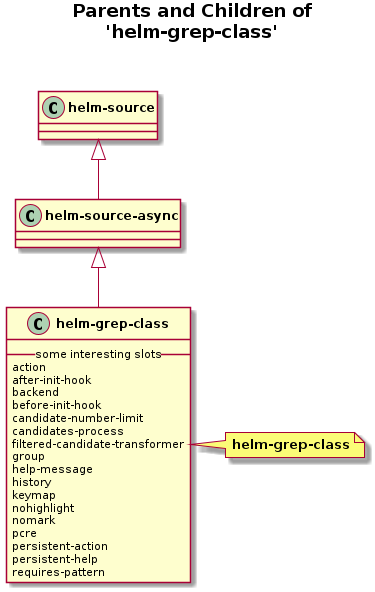 Parents and Children of
'helm-grep-class'
C helm-source
C helm-source-async
C helm-grep-class
some interesting slots
action
after-init-hook
backend
before-init-hook
candidate-number-limit
candidates-process
filtered-candidate-transformer
group
help-message
history
keymap
nohighlight
nomark
pcre
persistent-action
persistent-help
requires-pattern
helm-grep-class